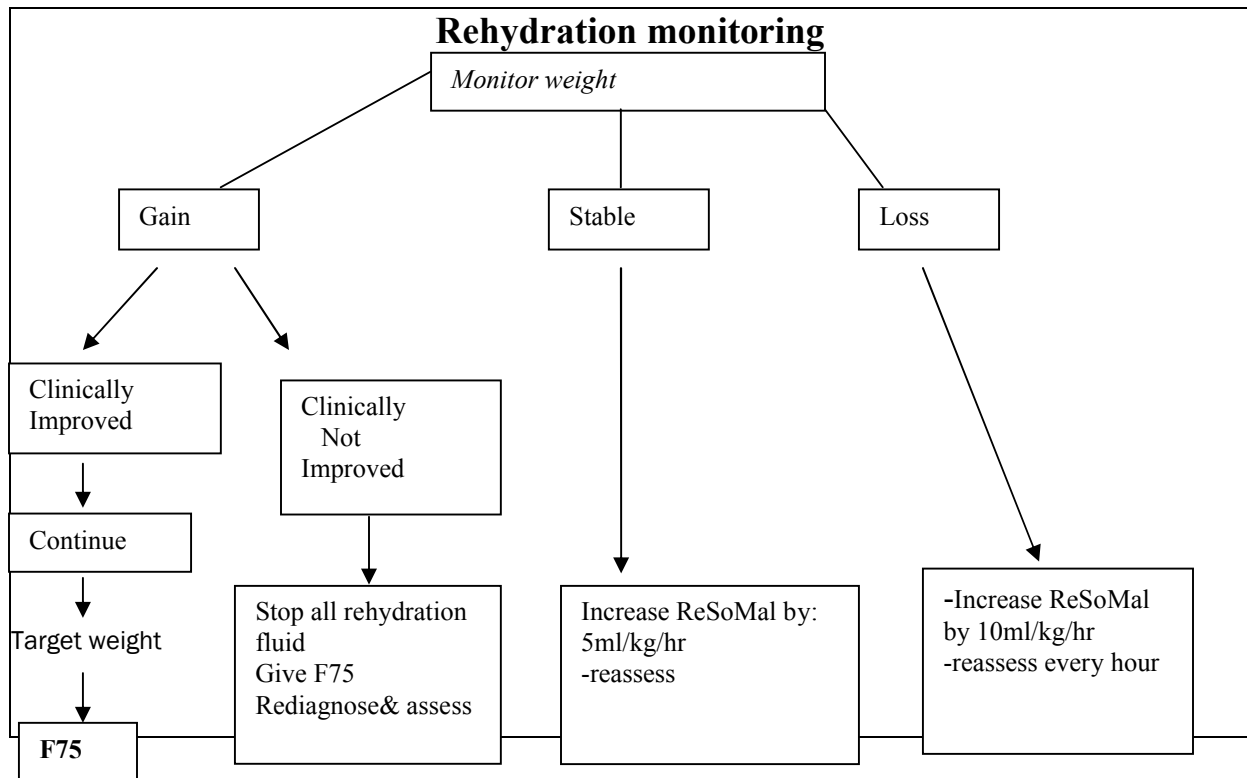 Rehydration monitoring
Monitor weight
Gain
Stable
Loss
Clinically
Improved
Clinically
Not
Improved
Continue
Target weight
F75
Stop all rehydration
fluid
Give F75
Rediagnose& assess
Increase ReSoMal by:
5ml/kg/hr
-reassess
-Increase ReSoMal
by 10ml/kg/hr
-reassess every hour